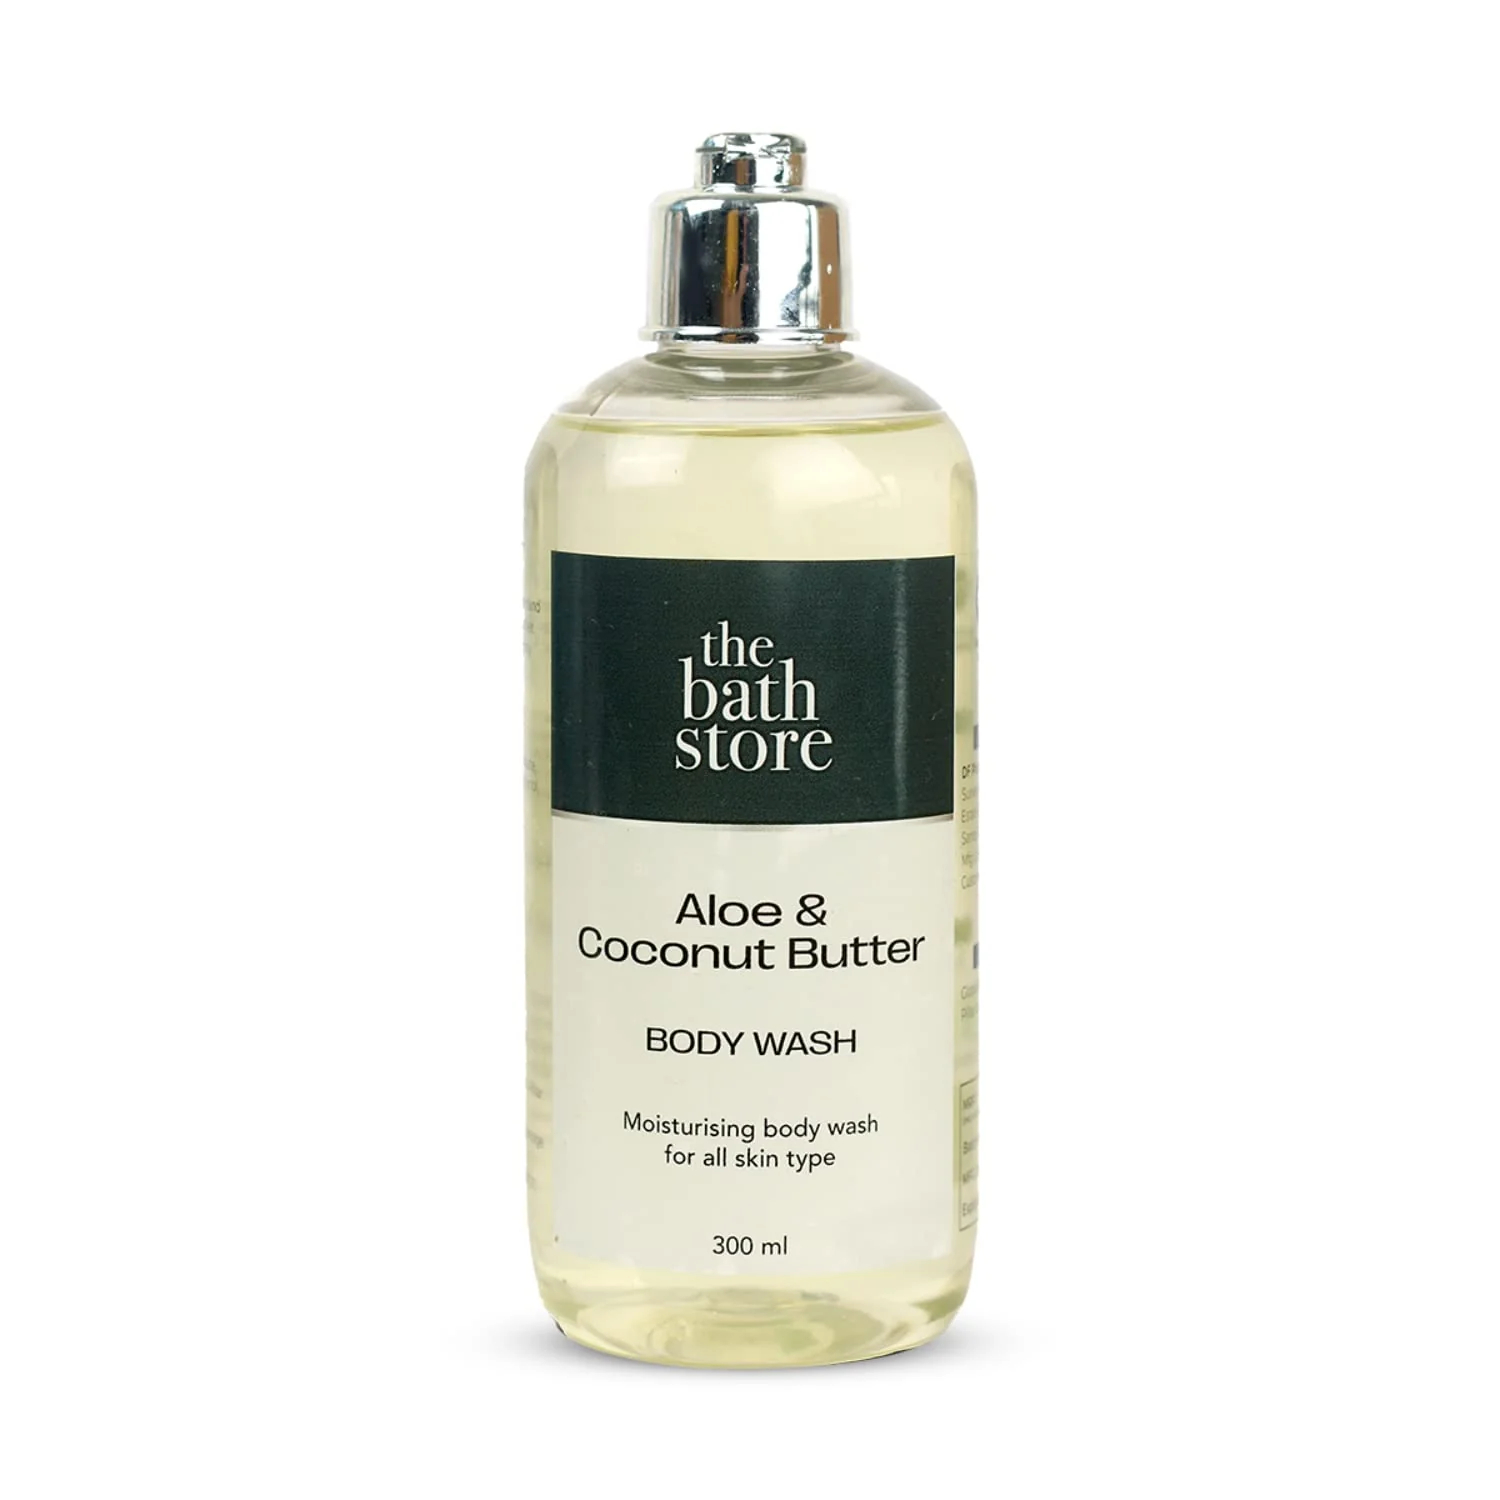 the
bath
store
Aloe &
Coconut Butter
BODY WASH
Moisturising body wash
for all skin type
300 ml